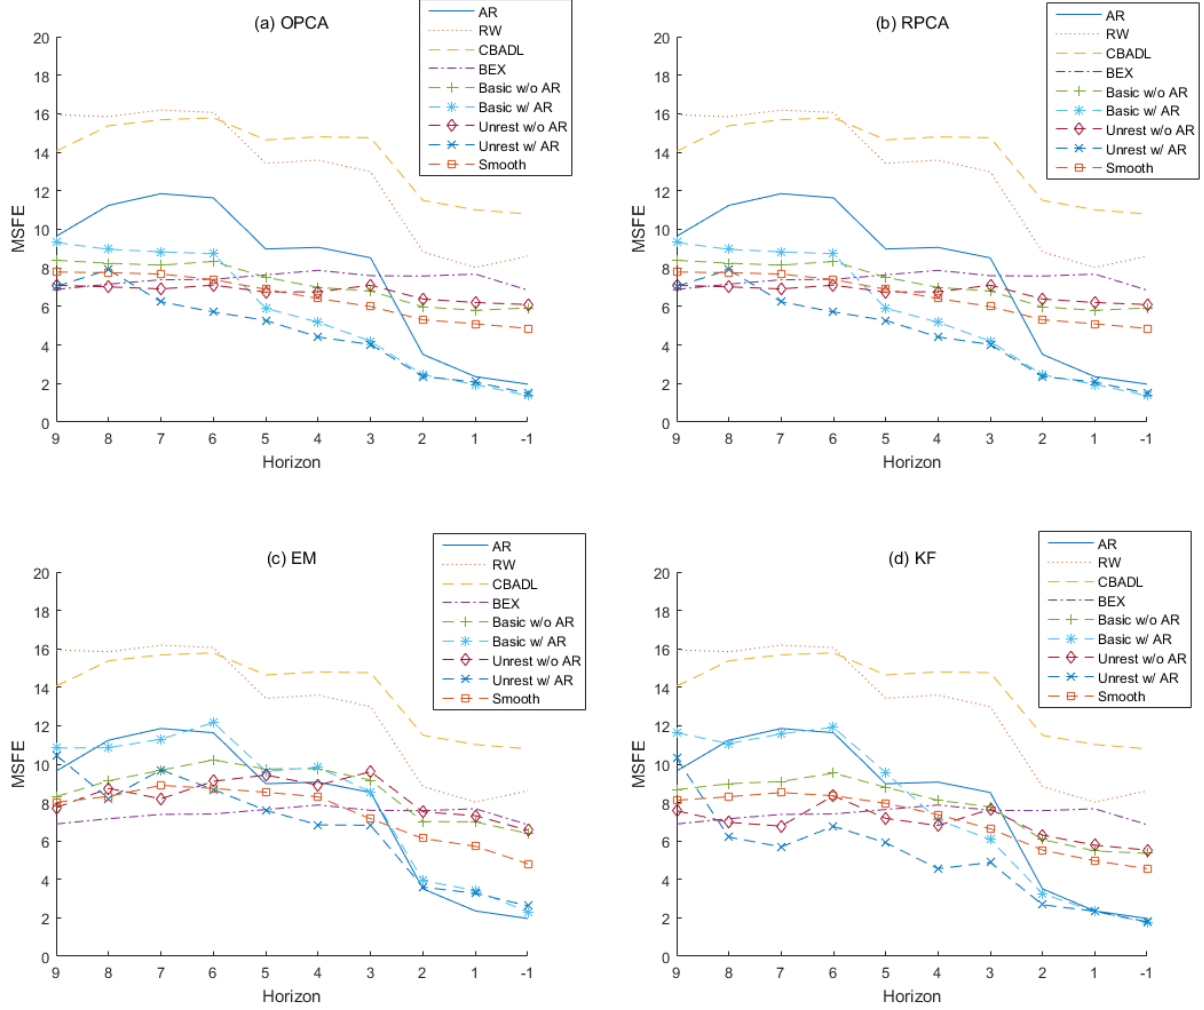 (a) OPCA
AR
RW
CBADL
BEX
Basic w/o AR
Basic w/ AR
Unrest w/o AR
Unrest w/ AR
Smooth
20
18
16
14
12
10
8
6
4
2
0
MSFE
9 8 7 6 5 4 3 2 1 -1
Horizon
(b) RPCA
AR
RW
CBADL
BEX
Basic w/o AR
Basic w/ AR
Unrest w/o AR
Unrest w/ AR
Smooth
20
18
16
14
12
10
8
6
4
2
0
MSFE
9 8 7 6 5 4 3 2 1 -1
Horizon
(c) EM
AR
RW
CBADL
BEX
Basic w/o AR
Basic w/ AR
Unrest w/o AR
Unrest w/ AR
Smooth
20
18
16
14
12
10
8
6
4
2
0
MSFE
9 8 7 6 5 4 3 2 1 -1
Horizon
(d) KF
AR
RW
CBADL
BEX
Basic w/o AR
Basic w/ AR
Unrest w/o AR
Unrest w/ AR
Smooth
20
18
16
14
12
10
8
6
4
2
0
MSFE
9 8 7 6 5 4 3 2 1 -1
Horizon